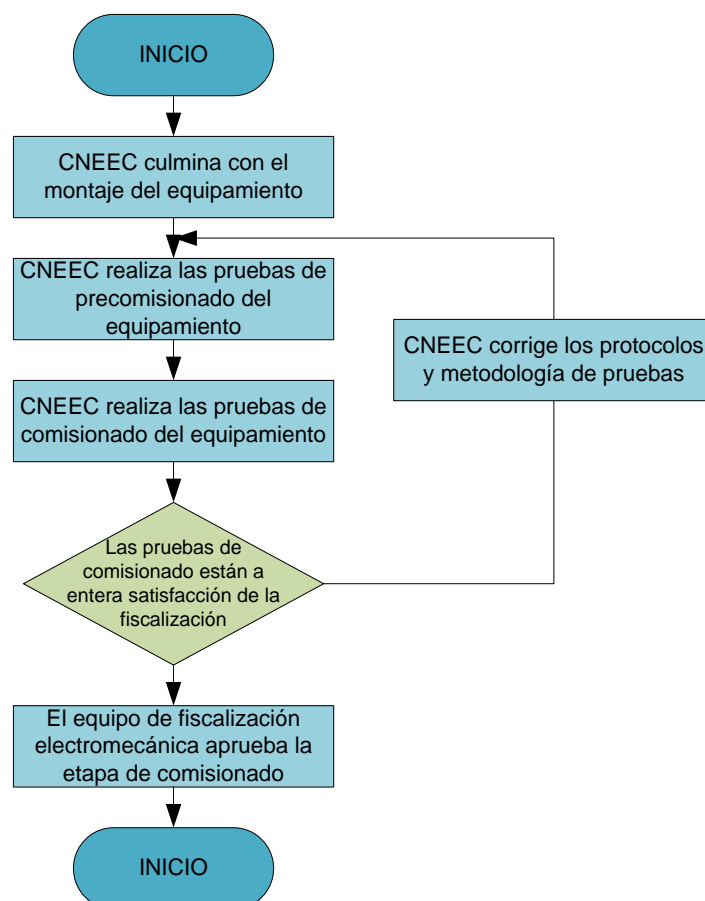 INICIO
CNEEC culmina con el
montaje del equipamiento
CNEEC realiza las pruebas de
precomisionado del
equipamiento
CNEEC corrige los protocolos
y metodología de pruebas
CNEEC realiza las pruebas de
comisionado del equipamiento
Las pruebas de
comisionado están a
entera satisfacción de la
fiscalización
El equipo de fiscalización
electromecánica aprueba la
etapa de comisionado
INICIO